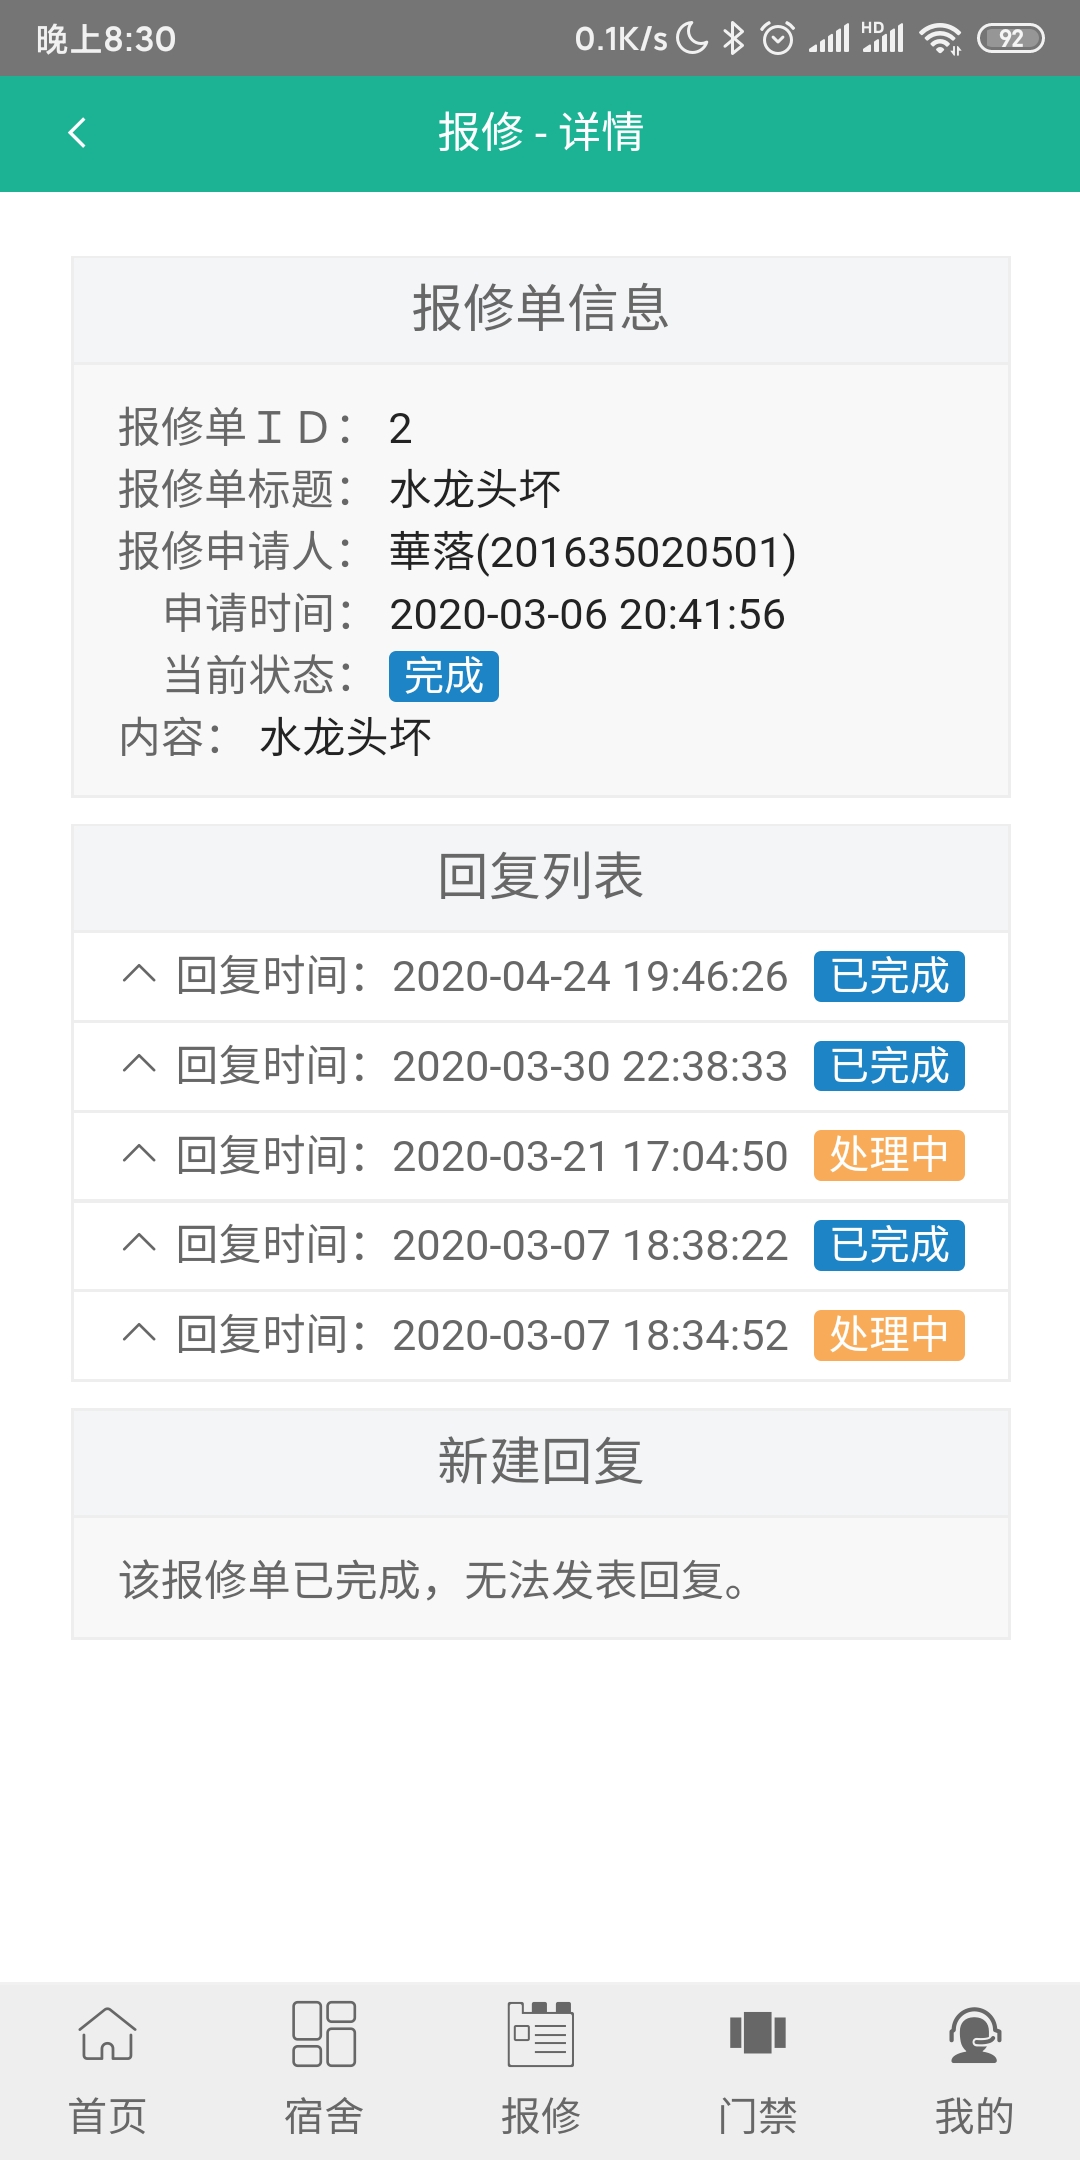 晚上8:30
0.1K/s HD 92
报修 - 详情
报修单信息
报修单ＩＤ： 2
报修单标题： 水龙头坏
报修申请人： 華落(201635020501)
申请时间： 2020-03-06 20:41:56
当前状态： 完成
内容： 水龙头坏
回复列表
回复时间：2020-04-24 19:46:26 已完成
回复时间：2020-03-30 22:38:33 已完成
回复时间：2020-03-21 17:04:50 处理中
回复时间：2020-03-07 18:38:22 已完成
回复时间：2020-03-07 18:34:52 处理中
新建回复
该报修单已完成，无法发表回复。
首页 宿舍 报修 门禁 我的